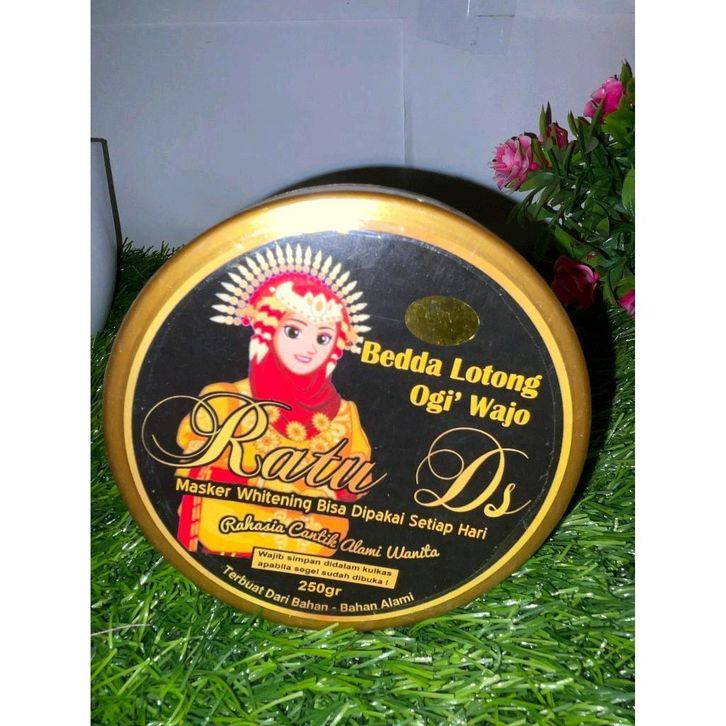 Bedda Lotong
Ogi' Wajo
Ratu Ds
Masker Whitening Bisa Dipakai Setiap Hari
Rahasia Cantik Alami Wanita
Wajib simpan didalam kulkas
apabila segel sudah dibuka !
250gr
Terbuat Dari Bahan - Bahan Alami